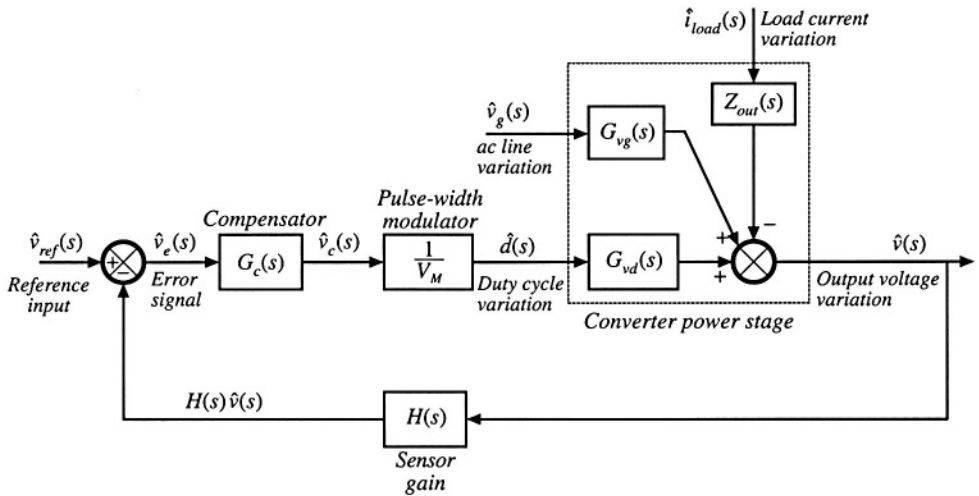 î_load(s)
Load current
variation
Z_out(s)
v̂_g(s)
ac line
variation
G_vg(s)
Pulse-width
modulator
Compensator
v̂_ref(s)
Reference
input
+
−
v̂_e(s)
Error
signal
G_c(s)
v̂_c(s)
1
V_M
d̂(s)
Duty cycle
variation
G_vd(s)
+
+
−
v̂(s)
Output voltage
variation
Converter power stage
H(s) v̂(s)
H(s)
Sensor
gain